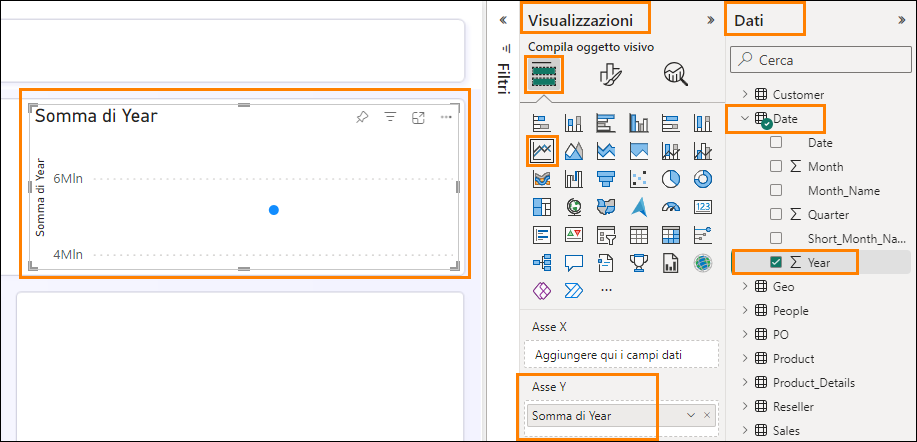 Somma di Year
Somma di Year
6Mln
4Mln
Filtri
Visualizzazioni
Compila oggetto visivo
123
Asse X
Aggiungere qui i campi dati
Asse Y
Somma di Year
Dati
Cerca
Customer
Date
Date
Month
Month_Name
Quarter
Short_Month_Na...
Year
Geo
People
PO
Product
Product_Details
Reseller
Sales